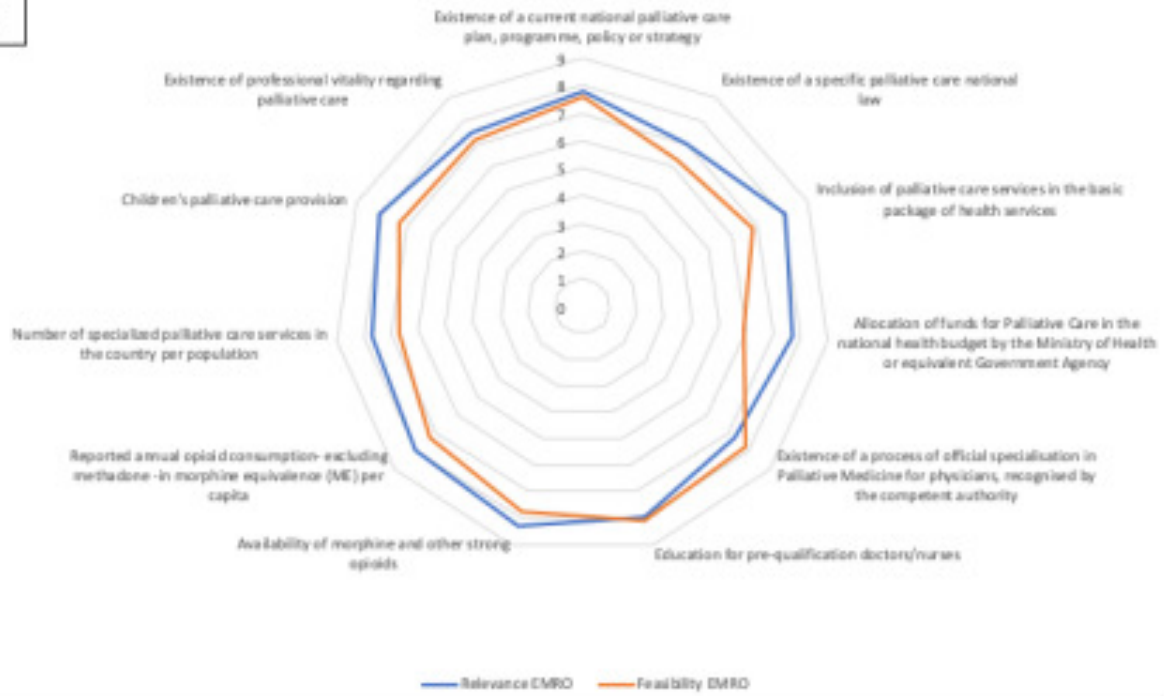 Existence of a current national palliative care
plan, programme, policy or strategy
Existence of professional vitality regarding
palliative care
Existence of a specific palliative care national
law
9
8
7
6
5
4
3
2
1
0
Children's palliative care provision
Inclusion of palliative care services in the basic
package of health services
Number of specialized palliative care services in
the country per population
Allocation of funds for Palliative Care in the
national health budget by the Ministry of Health
or equivalent Government Agency
Reported annual opioid consumption- excluding
methadone -in morphine equivalence (ME) per
capita
Existence of a process of official specialisation in
Palliative Medicine for physicians, recognised by
the competent authority
Availability of morphine and other strong
opioids
Education for pre-qualification doctors/nurses
Relevance EMRO
Feasibility EMRO